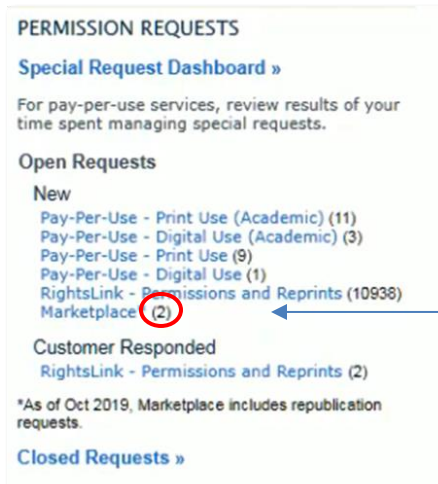 PERMISSION REQUESTS
Special Request Dashboard »
For pay-per-use services, review results of your
time spent managing special requests.
Open Requests
New
Pay-Per-Use - Print Use (Academic) (11)
Pay-Per-Use - Digital Use (Academic) (3)
Pay-Per-Use - Print Use (9)
Pay-Per-Use - Digital Use (1)
RightsLink - Permissions and Reprints (10938)
Marketplace* (2)
Customer Responded
RightsLink - Permissions and Reprints (2)
*As of Oct 2019, Marketplace includes republication
requests.
Closed Requests »